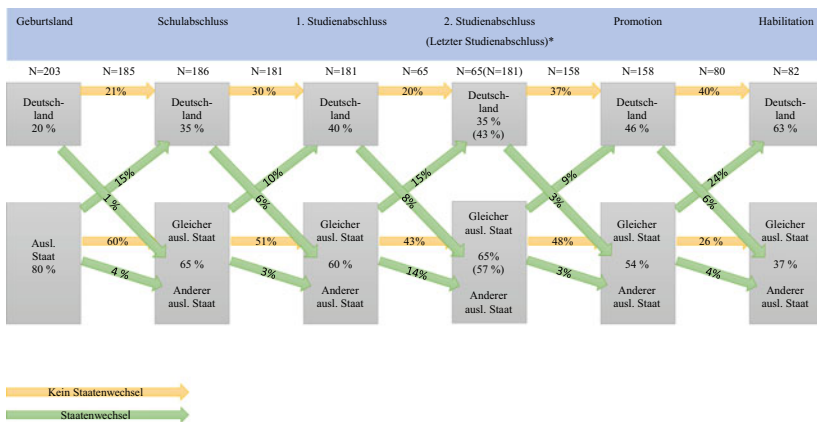 Geburtsland Schulabschluss 1. Studienabschluss 2. Studienabschluss Promotion Habilitation
(Letzter Studienabschluss)*
N=203 N=185 N=186 N=181 N=181 N=65 N=65(N=181) N=158 N=158 N=80 N=82
Deutsch-
land
20 %
21%
Deutsch-
land
35 %
30 %
Deutsch-
land
40 %
20%
Deutsch-
land
35 %
(43 %)
37%
Deutsch-
land
46 %
40%
Deutsch-
land
63 %
15%
1 %
10%
6%
15%
8%
9%
3%
24%
6%
Ausl.
Staat
80 %
60%
4 %
Gleicher
ausl. Staat
65 %
Anderer
ausl. Staat
51%
3%
Gleicher
ausl. Staat
60 %
Anderer
ausl. Staat
43%
14%
Gleicher
ausl. Staat
65%
(57 %)
Anderer
ausl. Staat
48%
3%
Gleicher
ausl. Staat
54 %
Anderer
ausl. Staat
26 %
4%
Gleicher
ausl. Staat
37 %
Anderer
ausl. Staat
Kein Staatenwechsel
Staatenwechsel